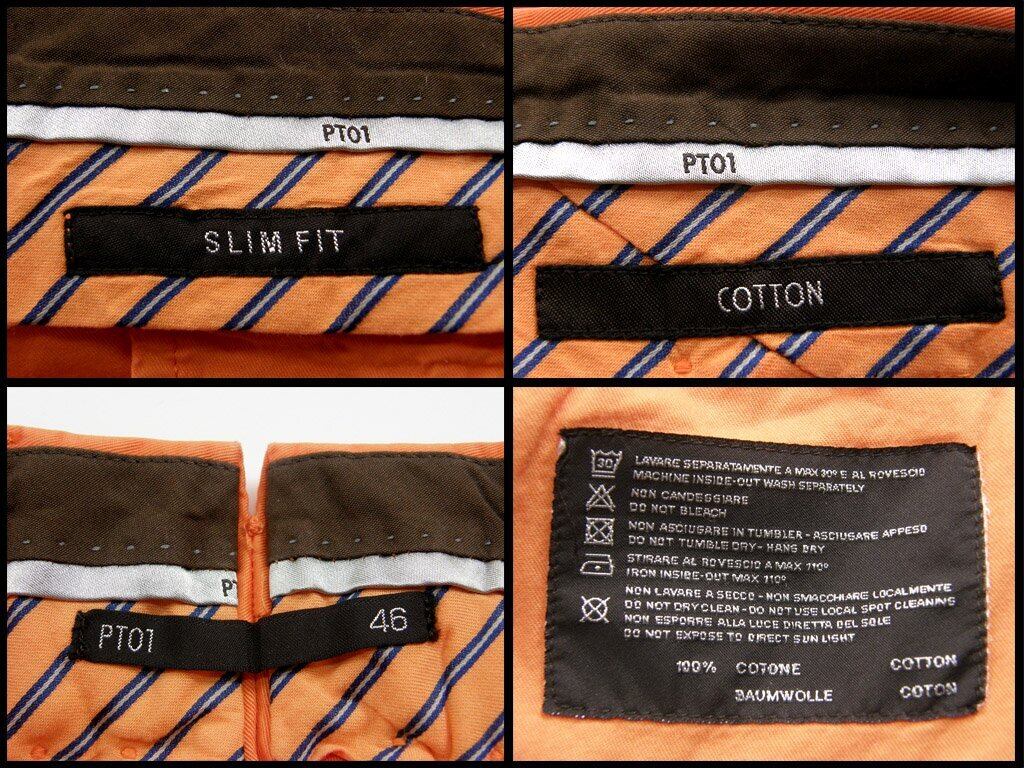 PT01
SLIM FIT
PT01
COTTON
PT01 46
30°
LAVARE SEPARATAMENTE A MAX 30° E AL ROVESCIO
MACHINE INSIDE-OUT WASH SEPARATELY
NON CANDEGGIARE
DO NOT BLEACH
NON ASCIUGARE IN TUMBLER - ASCIUGARE APPESO
DO NOT TUMBLE DRY - HANG DRY
STIRARE AL ROVESCIO A MAX 110°
IRON INSIDE-OUT MAX 110°
NON LAVARE A SECCO - NON SMACCHIARE LOCALMENTE
DO NOT DRY CLEAN - DO NOT USE LOCAL SPOT CLEANING
NON ESPORRE ALLA LUCE DIRETTA DEL SOLE
DO NOT EXPOSE TO DIRECT SUN LIGHT
100% COTONE COTTON
BAUMWOLLE COTON